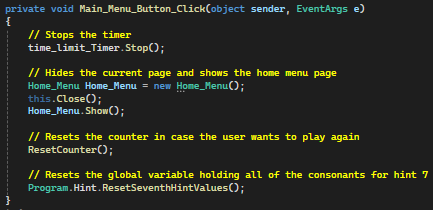 private void Main_Menu_Button_Click(object sender, EventArgs e)
{
// Stops the timer
time_limit_Timer.Stop();
// Hides the current page and shows the home menu page
Home_Menu Home_Menu = new Home_Menu();
this.Close();
Home_Menu.Show();
// Resets the counter in case the user wants to play again
ResetCounter();
// Resets the global variable holding all of the consonants for hint 7
Program.Hint.ResetSeventhHintValues();
}